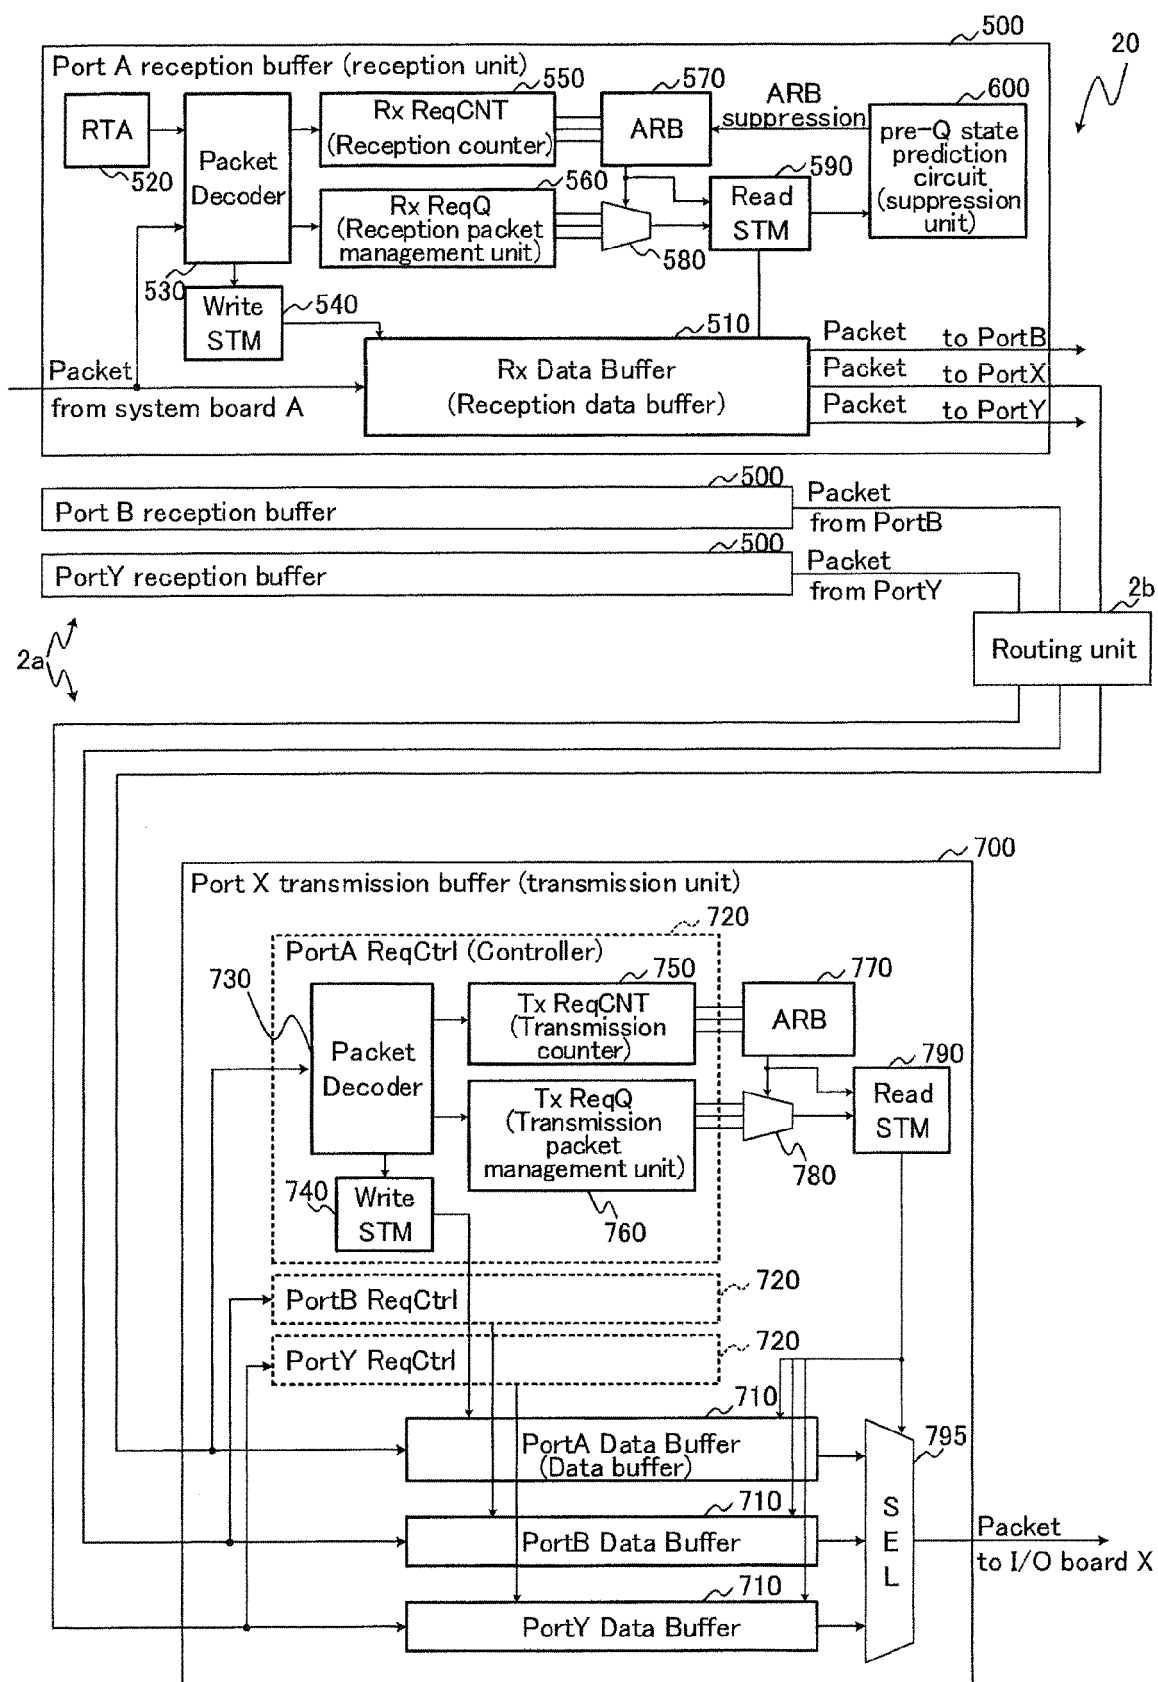 500
20
Port A reception buffer (reception unit)
550
570
600
RTA
520
Packet
Decoder
530
Rx ReqCNT
(Reception counter)
ARB
ARB
suppression
pre-Q state
prediction
circuit
(suppression
unit)
560
590
Rx ReqQ
(Reception packet
management unit)
580
Read
STM
Write
STM
540
510
Rx Data Buffer
(Reception data buffer)
Packet
from system board A
Packet to PortB
Packet to PortX
Packet to PortY
500
Port B reception buffer
Packet
from PortB
500
PortY reception buffer
Packet
from PortY
2b
Routing unit
2a
700
Port X transmission buffer (transmission unit)
720
PortA ReqCtrl (Controller)
730
750
770
Packet
Decoder
Tx ReqCNT
(Transmission
counter)
ARB
790
Tx ReqQ
(Transmission
packet
management unit)
Read
STM
780
740
Write
STM
760
720
PortB ReqCtrl
720
PortY ReqCtrl
710
PortA Data Buffer
(Data buffer)
795
710
PortB Data Buffer
SEL
Packet
to I/O board X
710
PortY Data Buffer